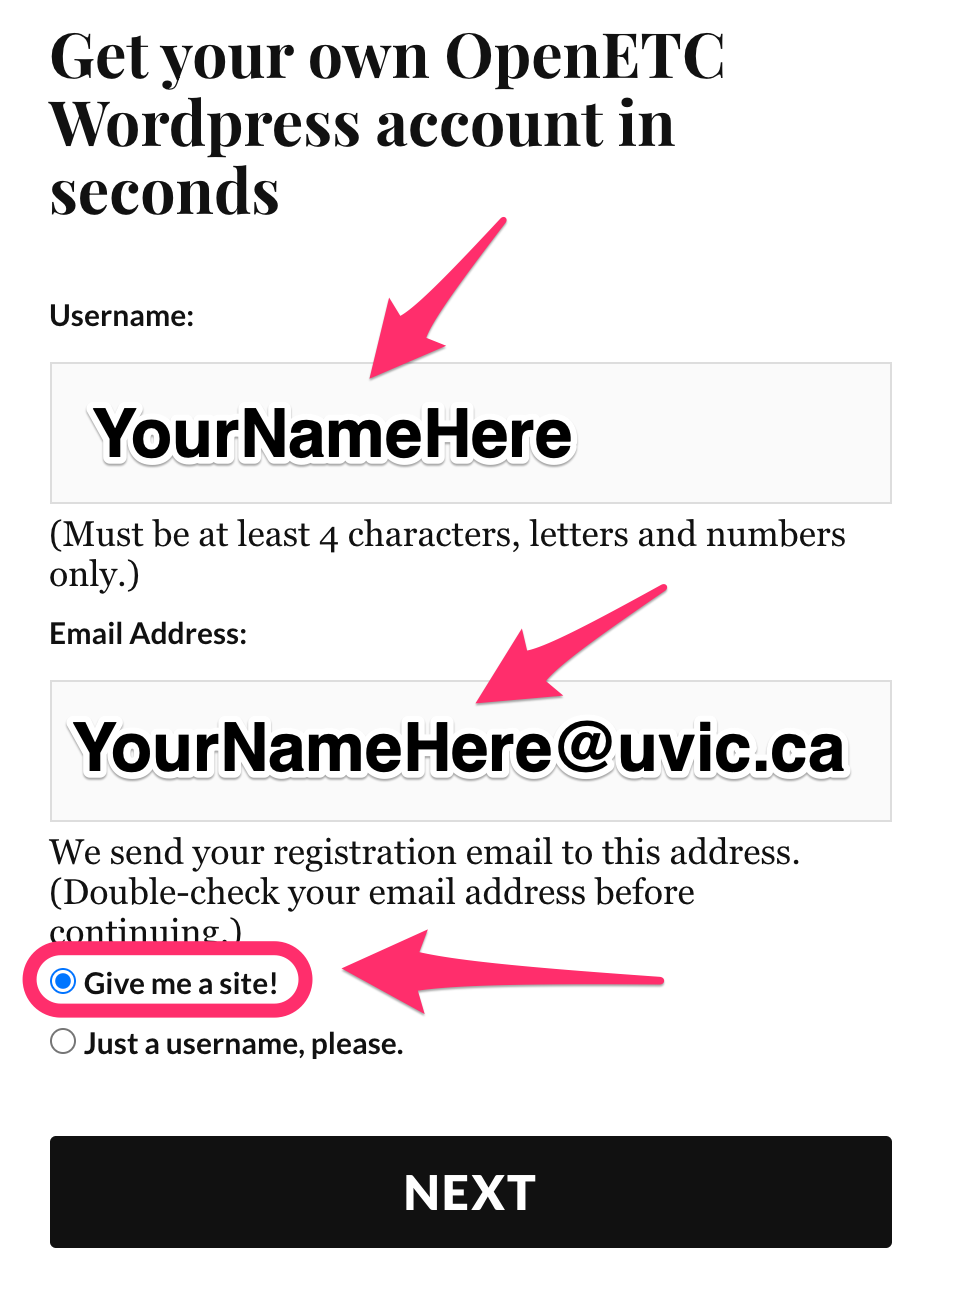 Get your own OpenETC
Wordpress account in
seconds
Username:
YourNameHere
(Must be at least 4 characters, letters and numbers
only.)
Email Address:
YourNameHere@uvic.ca
We send your registration email to this address.
(Double-check your email address before
continuing.)
Give me a site!
Just a username, please.
NEXT